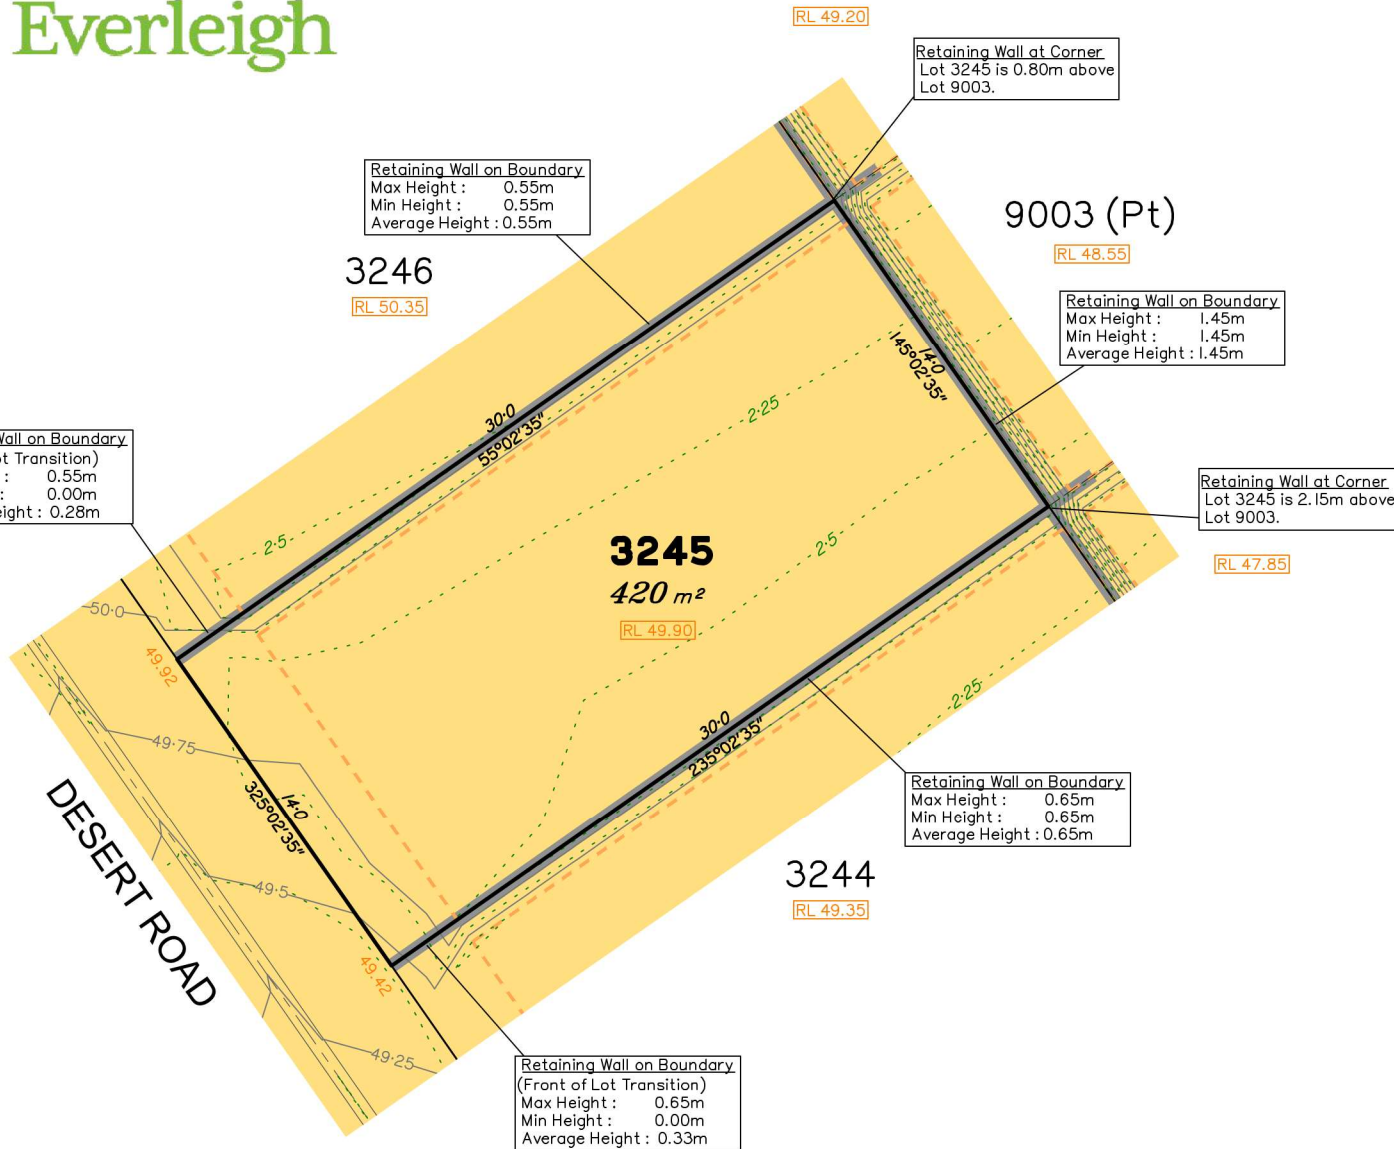 Everleigh
RL 49.20
Retaining Wall at Corner
Lot 3245 is 0.80m above
Lot 9003.
Retaining Wall on Boundary
Max Height : 0.55m
Min Height : 0.55m
Average Height : 0.55m
9003 (Pt)
RL 48.55
3246
RL 50.35
Retaining Wall on Boundary
Max Height : 1.45m
Min Height : 1.45m
Average Height : 1.45m
14·0
145°02'35"
30·0
55°02'35"
2·25
Wall on Boundary
Transition)
: 0.55m
: 0.00m
: 0.28m
Retaining Wall at Corner
Lot 3245 is 2.15m above
Lot 9003.
2·5
2·5
3245
420 m²
RL 49.90
RL 47.85
50·0
49.92
2·25
30·0
235°02'35"
49·75
14·0
325°02'35"
DESERT ROAD
Retaining Wall on Boundary
Max Height : 0.65m
Min Height : 0.65m
Average Height : 0.65m
3244
RL 49.35
49·5
49.42
49·25
Retaining Wall on Boundary
(Front of Lot Transition)
Max Height : 0.65m
Min Height : 0.00m
Average Height : 0.33m